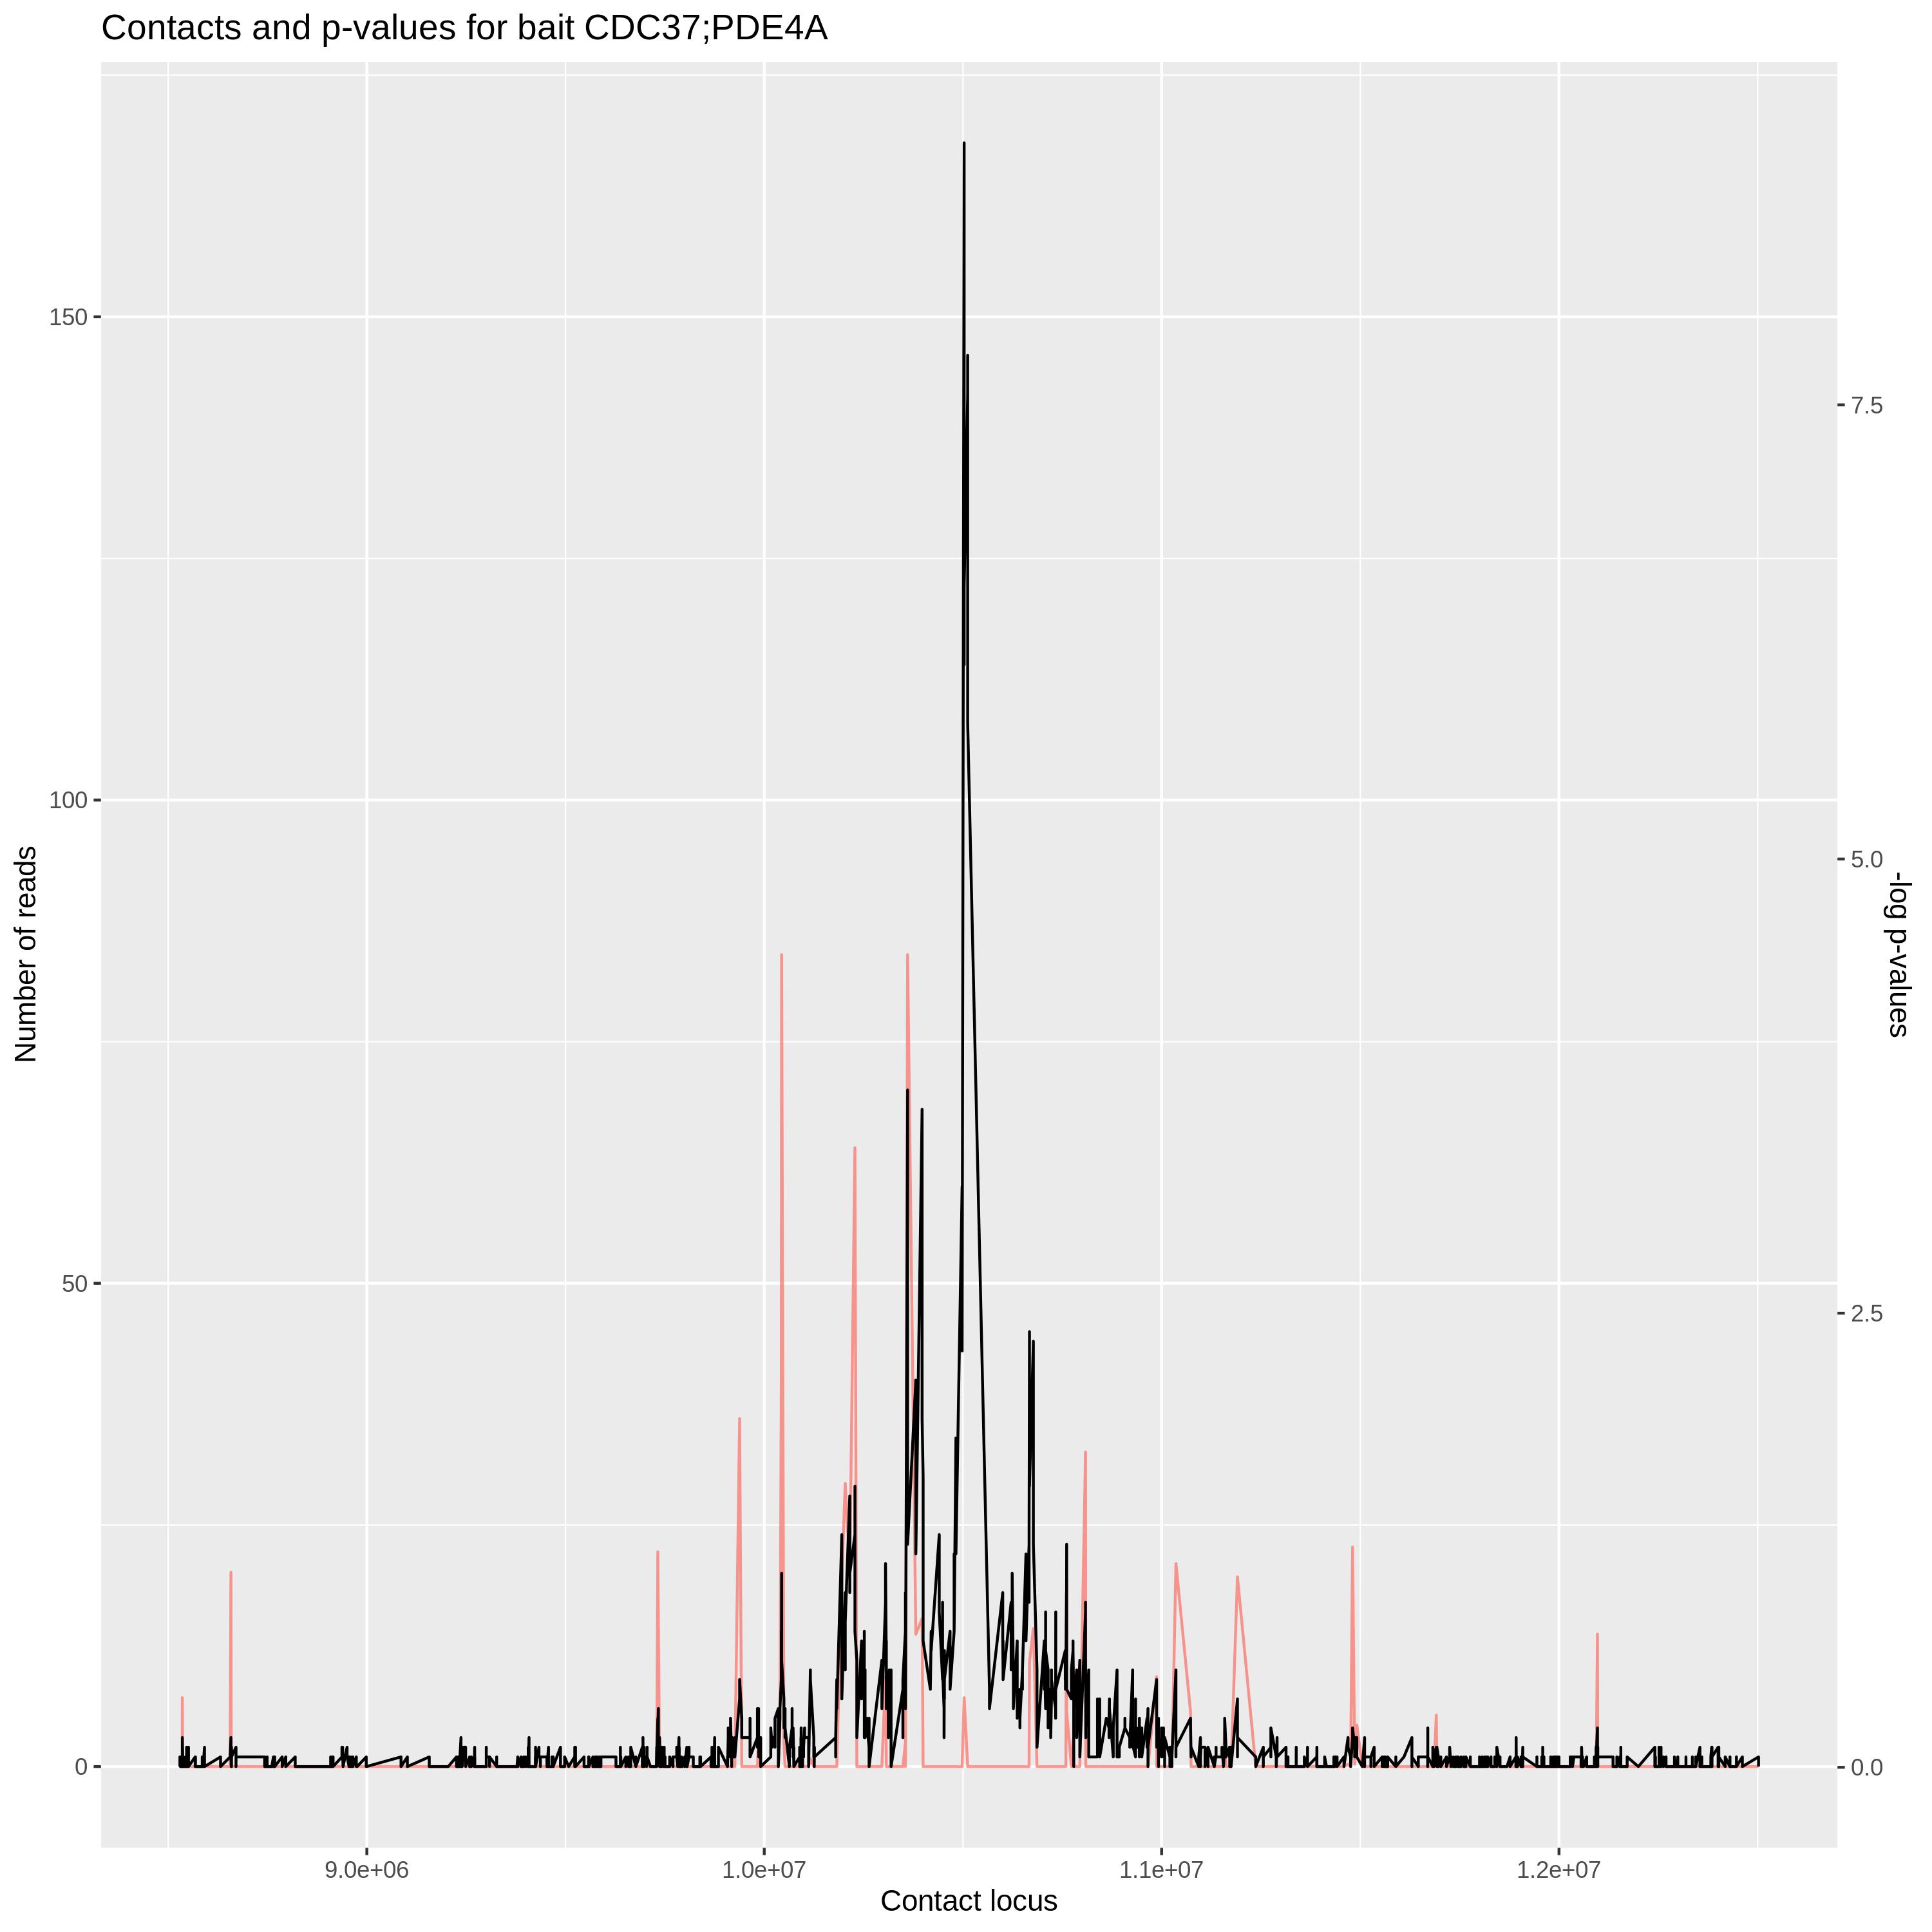 Contacts and p-values for bait CDC37;PDE4A
150
100
50
0
Number of reads
7.5
5.0
2.5
0.0
-log p-values
9.0e+06
1.0e+07
1.1e+07
1.2e+07
Contact locus